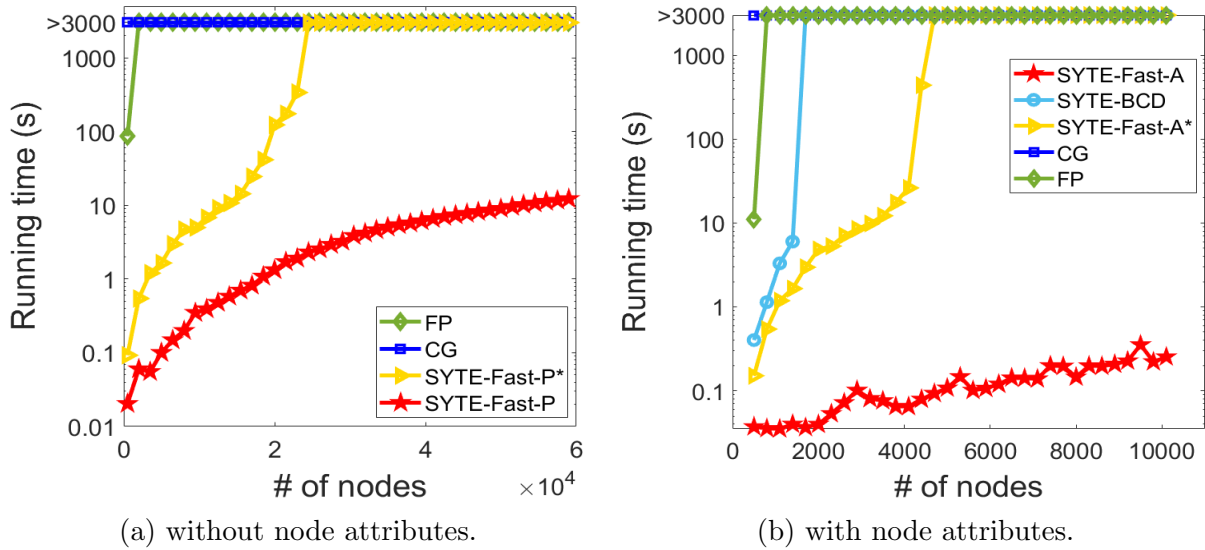 >3000
1000
100
10
1
0.1
0.01
Running time (s)
FP
CG
SYTE-Fast-P*
SYTE-Fast-P
0 2 4 6
# of nodes
×10⁴
(a) without node attributes.
>3000
1000
100
10
1
0.1
Running time (s)
SYTE-Fast-A
SYTE-BCD
SYTE-Fast-A*
CG
FP
0 2000 4000 6000 8000 10000
# of nodes
(b) with node attributes.